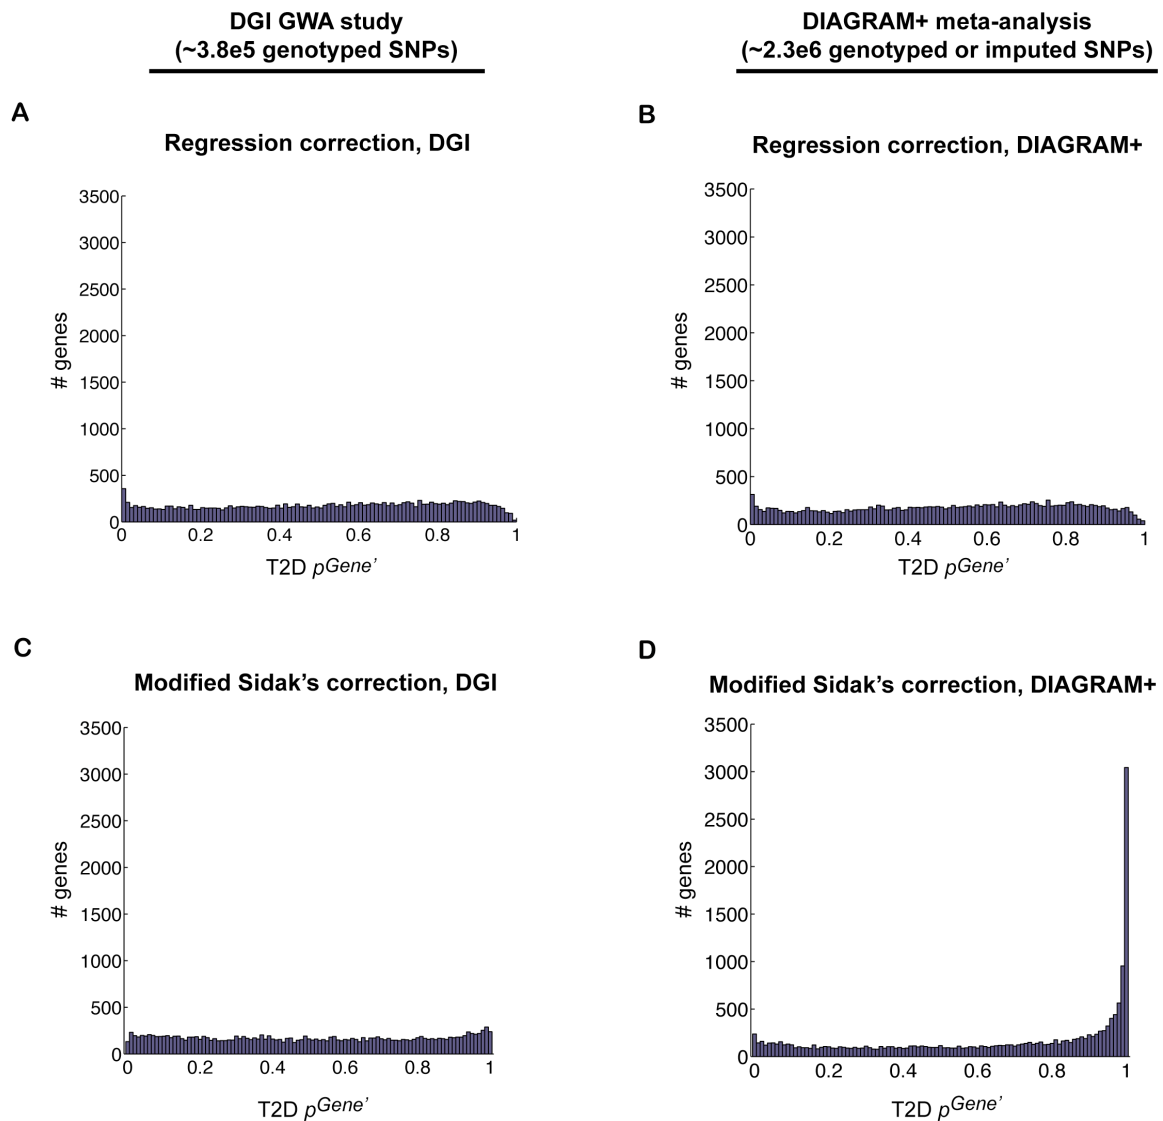 DGI GWA study
(~3.8e5 genotyped SNPs)
DIAGRAM+ meta-analysis
(~2.3e6 genotyped or imputed SNPs)
A
Regression correction, DGI
3500
3000
2500
2000
1500
1000
500
0
# genes
0 0.2 0.4 0.6 0.8 1
T2D pGene'
B
Regression correction, DIAGRAM+
3500
3000
2500
2000
1500
1000
500
0
# genes
0 0.2 0.4 0.6 0.8 1
T2D pGene'
C
Modified Sidak's correction, DGI
3500
3000
2500
2000
1500
1000
500
0
# genes
0 0.2 0.4 0.6 0.8 1
T2D pGene'
D
Modified Sidak's correction, DIAGRAM+
3500
3000
2500
2000
1500
1000
500
0
# genes
0 0.2 0.4 0.6 0.8 1
T2D pGene'